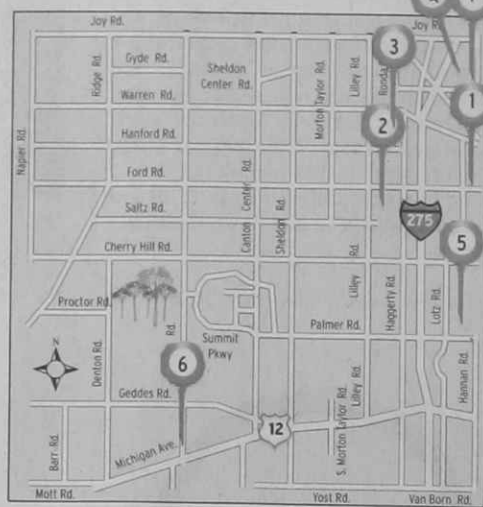 Joy Rd.
Joy Rd.
3
Gyde Rd.
Sheldon
Center Rd.
Ridge Rd.
Morton Taylor Rd.
Lilley Rd.
Warren Rd.
1
2
Hanford Rd.
Napier Rd.
Ford Rd.
Canton Center Rd.
Sheldon Rd.
Saltz Rd.
275
5
Cherry Hill Rd.
Lilley Rd.
Haggerty Rd.
Lotz Rd.
Proctor Rd.
Rd.
Summit
Pkwy
Palmer Rd.
Denton Rd.
N
6
Hannan Rd.
Geddes Rd.
S. Morton Taylor Rd.
Lilley Rd.
12
Barr Rd.
Michigan Ave.
Mott Rd.
Yost Rd.
Van Born Rd.